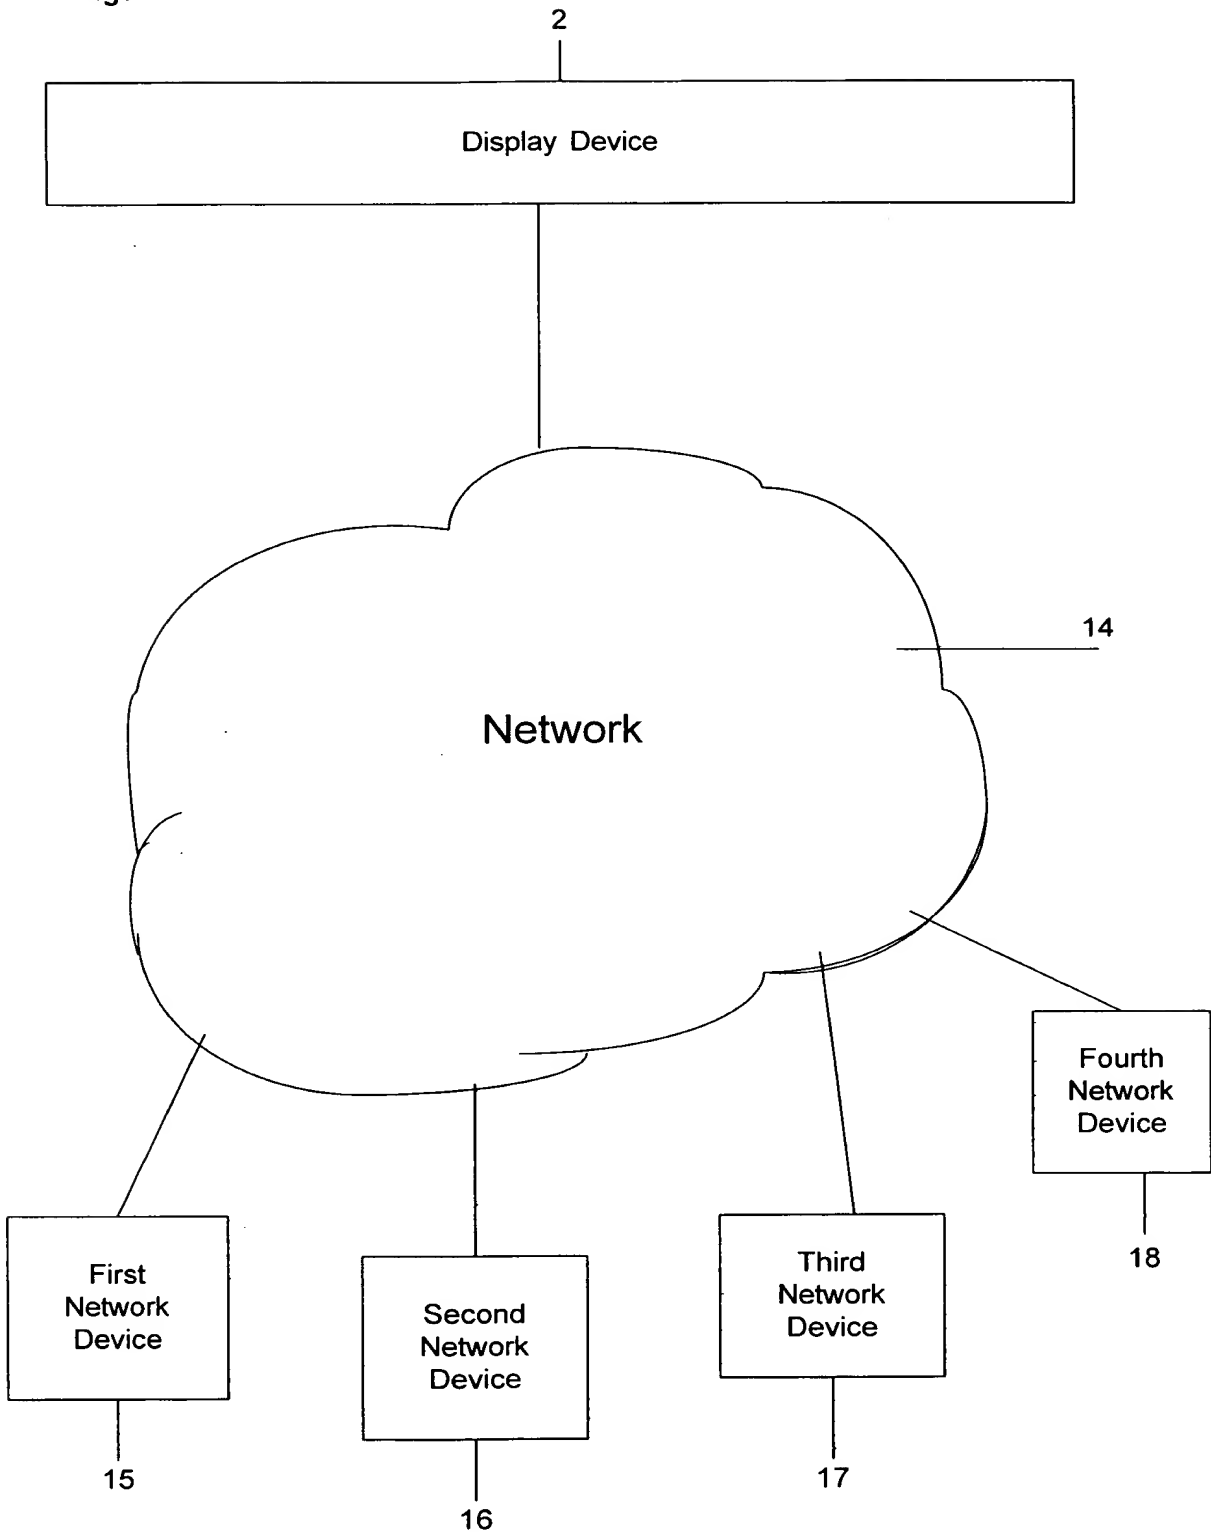 2
Display Device
14
Network
Fourth
Network
Device
18
First
Network
Device
15
Second
Network
Device
16
Third
Network
Device
17